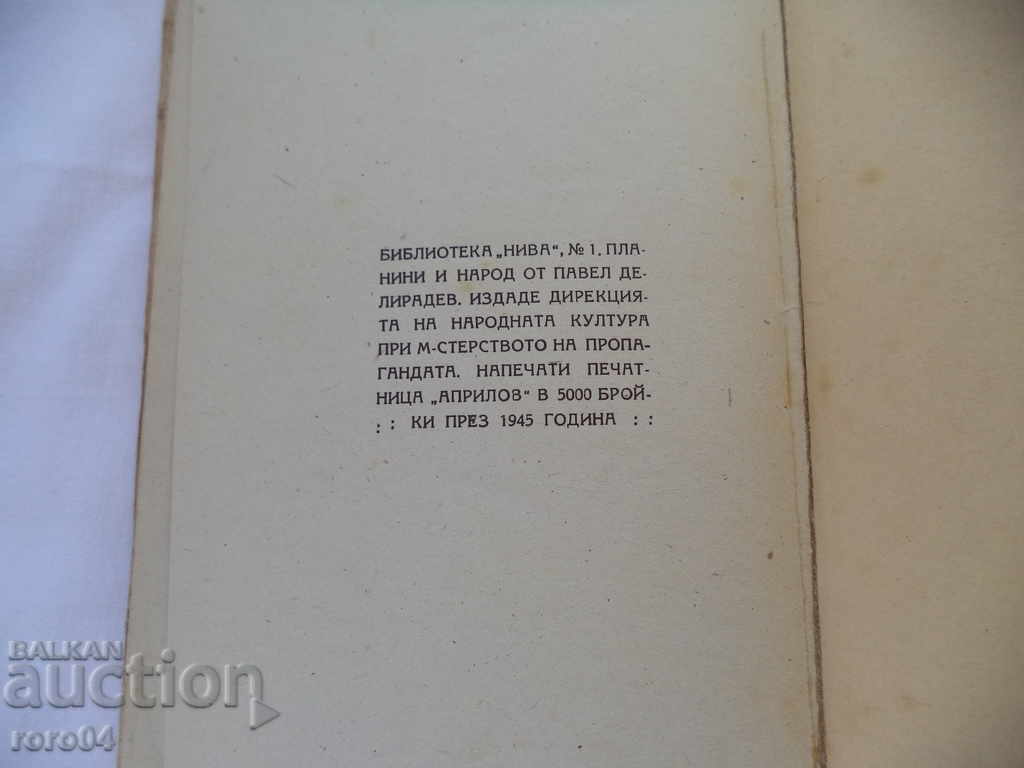 БИБЛИОТЕКА „НИВА“, № 1. ПЛА-
НИНИ И НАРОД ОТ ПАВЕЛ ДЕ-
ЛИРАДЕВ. ИЗДАДЕ ДИРЕКЦИЯ-
ТА НА НАРОДНАТА КУЛТУРА
ПРИ М-СТЕРСТВОТО НА ПРОПА-
ГАНДАТА. НАПЕЧАТИ ПЕЧАТ-
НИЦА „АПРИЛОВ“ В 5000 БРОЙ-
: : КИ ПРЕЗ 1945 ГОДИНА : :
BALKAN
auction
roro04